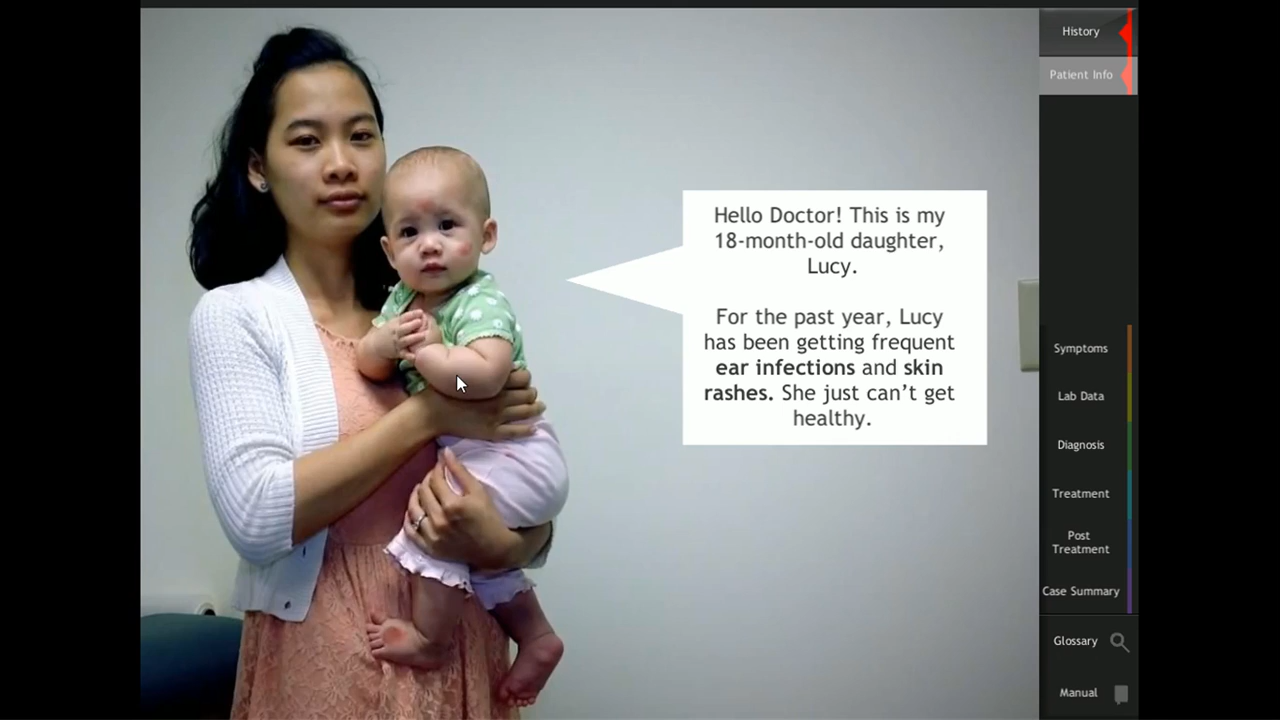 Hello Doctor! This is my
18-month-old daughter,
Lucy.
For the past year, Lucy
has been getting frequent
ear infections and skin
rashes. She just can’t get
healthy.
History
Patient Info
Symptoms
Lab Data
Diagnosis
Treatment
Post
Treatment
Case Summary
Glossary
Manual